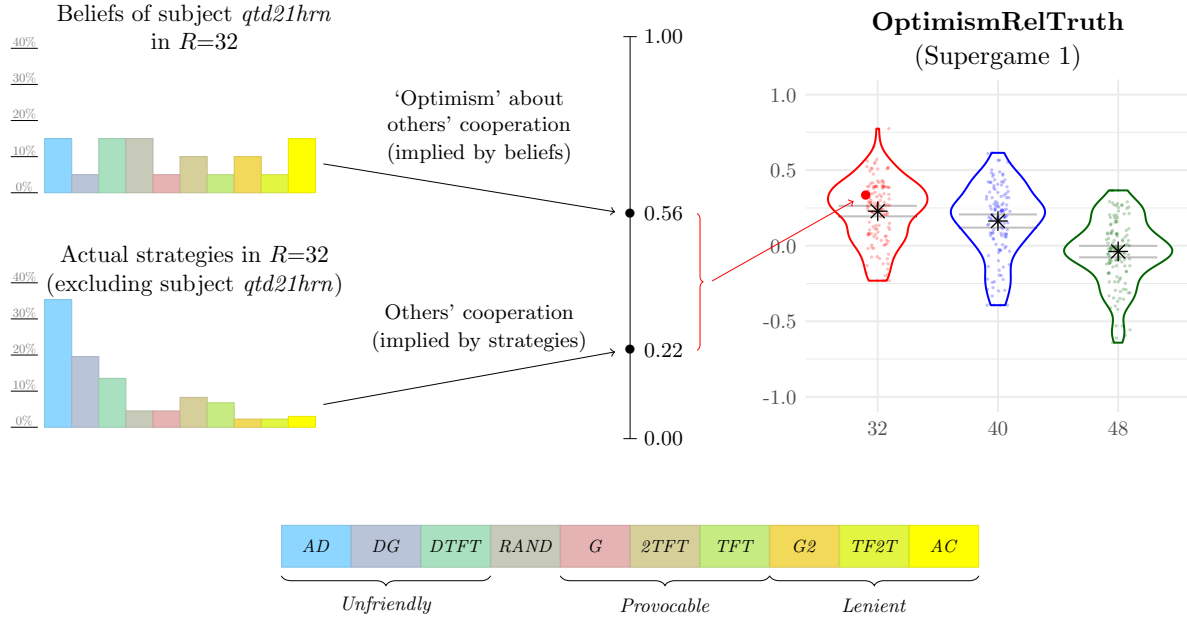 Beliefs of subject qtd21hrn
in R=32
40%
30%
20%
10%
0%
Actual strategies in R=32
(excluding subject qtd21hrn)
40%
30%
20%
10%
0%
‘Optimism’ about
others’ cooperation
(implied by beliefs)
Others’ cooperation
(implied by strategies)
1.00
0.56
0.22
0.00
OptimismRelTruth
(Supergame 1)
1.0
0.5
0.0
-0.5
-1.0
32 40 48
AD DG DTFT RAND G 2TFT TFT G2 TF2T AC
Unfriendly Provocable Lenient